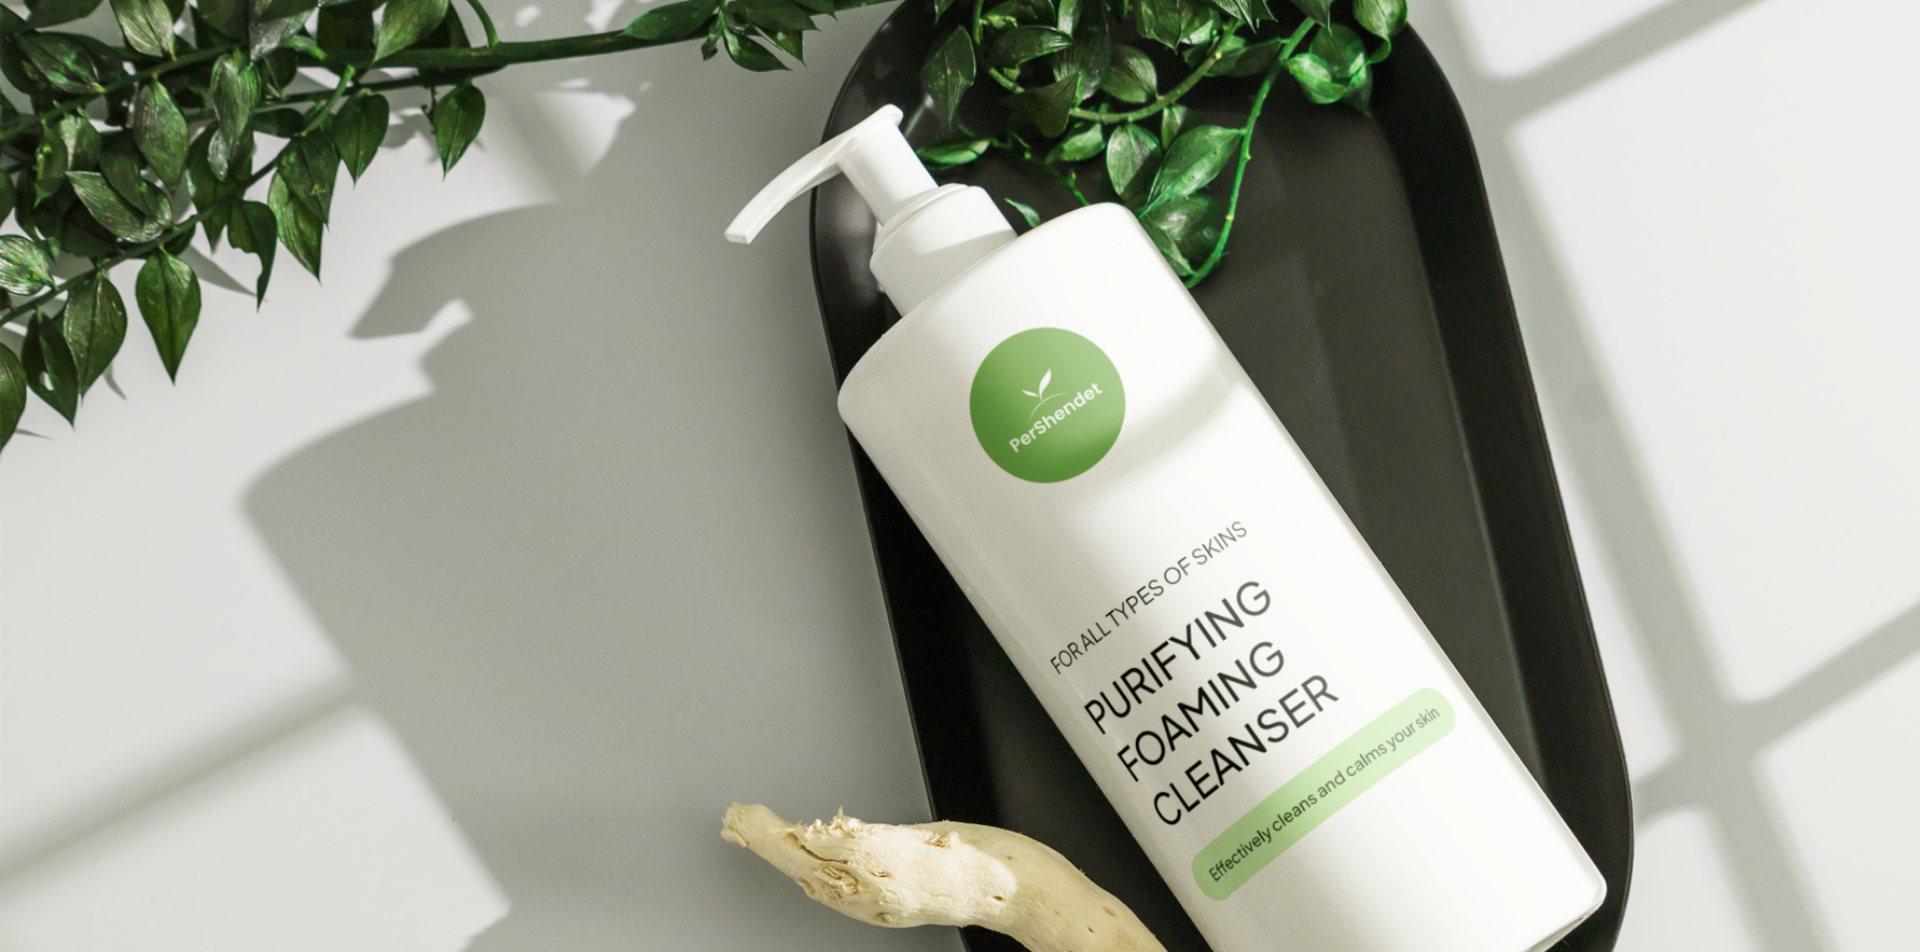 PerShendet
FOR ALL TYPES OF SKINS
PURIFYING
FOAMING
CLEANSER
Effectively cleans and calms your skin